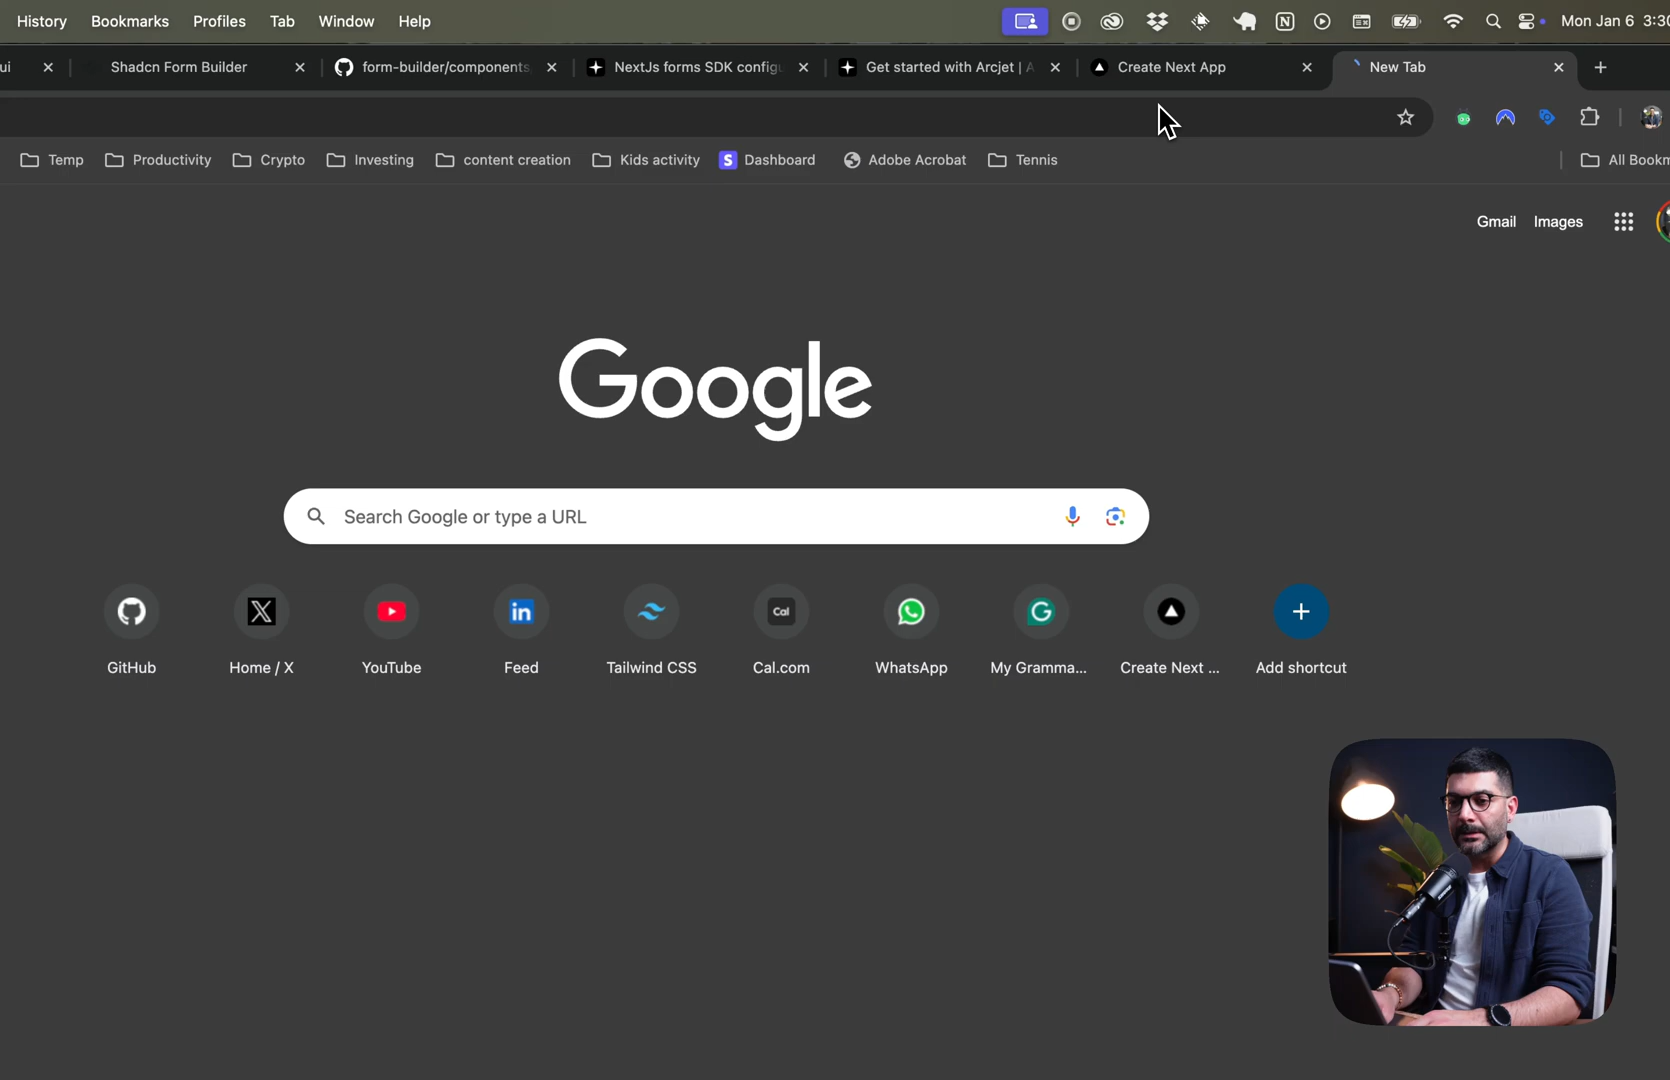 History Bookmarks Profiles Tab Window Help Mon Jan 6 3:30
ui Shadcn Form Builder form-builder/components NextJs forms SDK configu Get started with Arcjet | A Create Next App New Tab
Temp Productivity Crypto Investing content creation Kids activity S Dashboard Adobe Acrobat Tennis All Bookm
Gmail Images
Google
Search Google or type a URL
Cal
GitHub Home / X YouTube Feed Tailwind CSS Cal.com WhatsApp My Gramma... Create Next ... Add shortcut